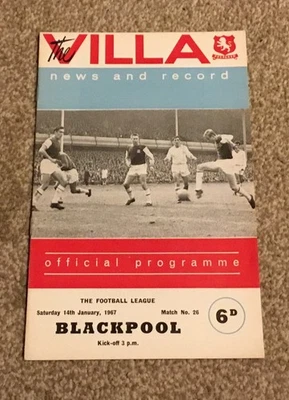 The VILLA
news and record
official programme
THE FOOTBALL LEAGUE
Saturday 14th January, 1967 Match No. 26
BLACKPOOL
Kick-off 3 p.m.
6D